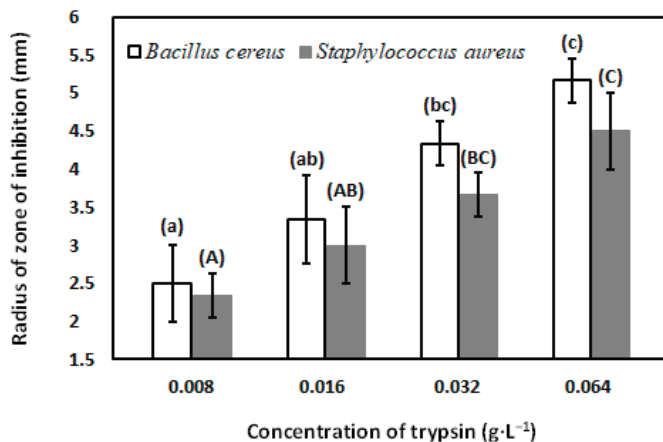 6
5.5
5
4.5
4
3.5
3
2.5
2
1.5
Radius of zone of inhibition (mm)
Bacillus cereus Staphylococcus aureus
(a) (A) (ab) (AB) (bc) (BC) (c) (C)
0.008 0.016 0.032 0.064
Concentration of trypsin (g·L⁻¹)